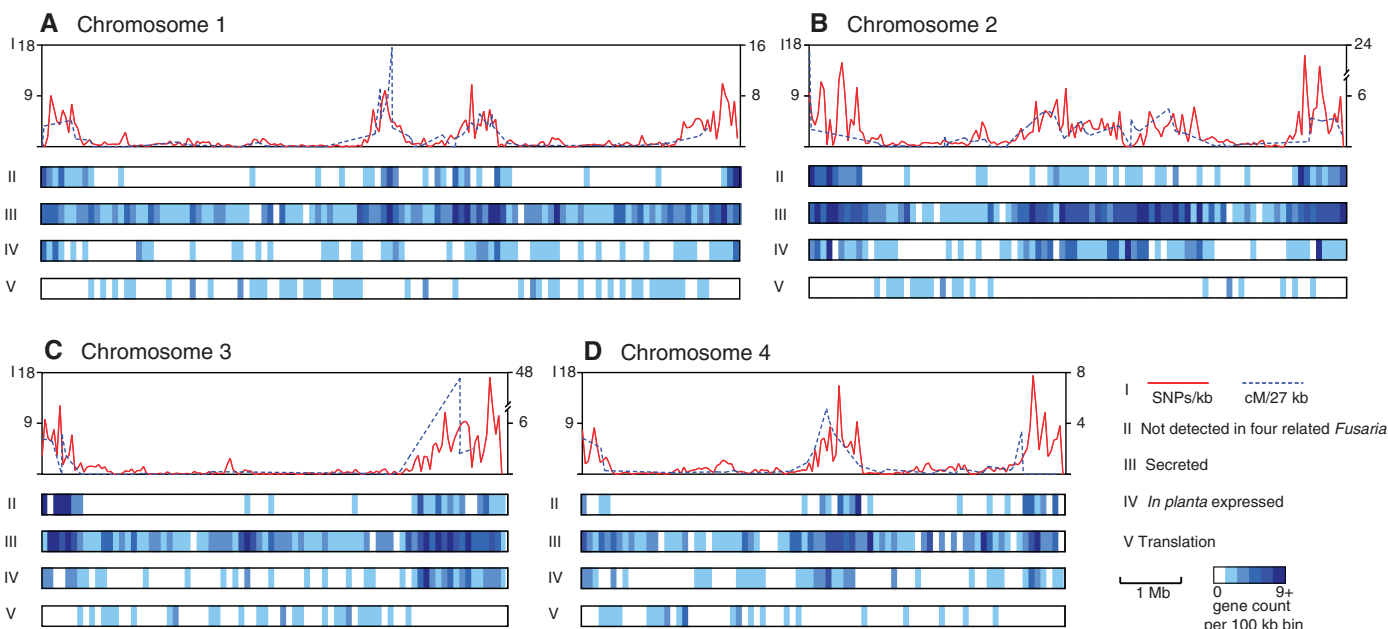 A Chromosome 1
I 18
16
9
8
II
III
IV
V
B Chromosome 2
I 18
24
9
6
II
III
IV
V
C Chromosome 3
I 18
48
9
6
II
III
IV
V
D Chromosome 4
I 18
8
9
4
II
III
IV
V
I SNPs/kb cM/27 kb
II Not detected in four related Fusaria
III Secreted
IV In planta expressed
V Translation
1 Mb
0 9+
gene count
per 100 kb bin